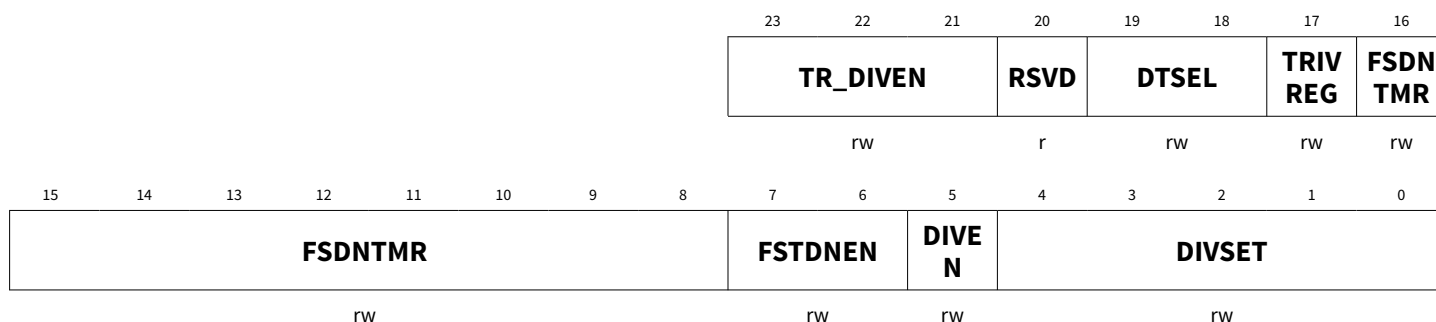 23 22 21 20 19 18 17 16
TR_DIVEN RSVD DTSEL TRIV REG FSDN TMR
rw r rw rw rw
15 14 13 12 11 10 9 8 7 6 5 4 3 2 1 0
FSDNTMR FSTDNEN DIVE N DIVSET
rw rw rw rw